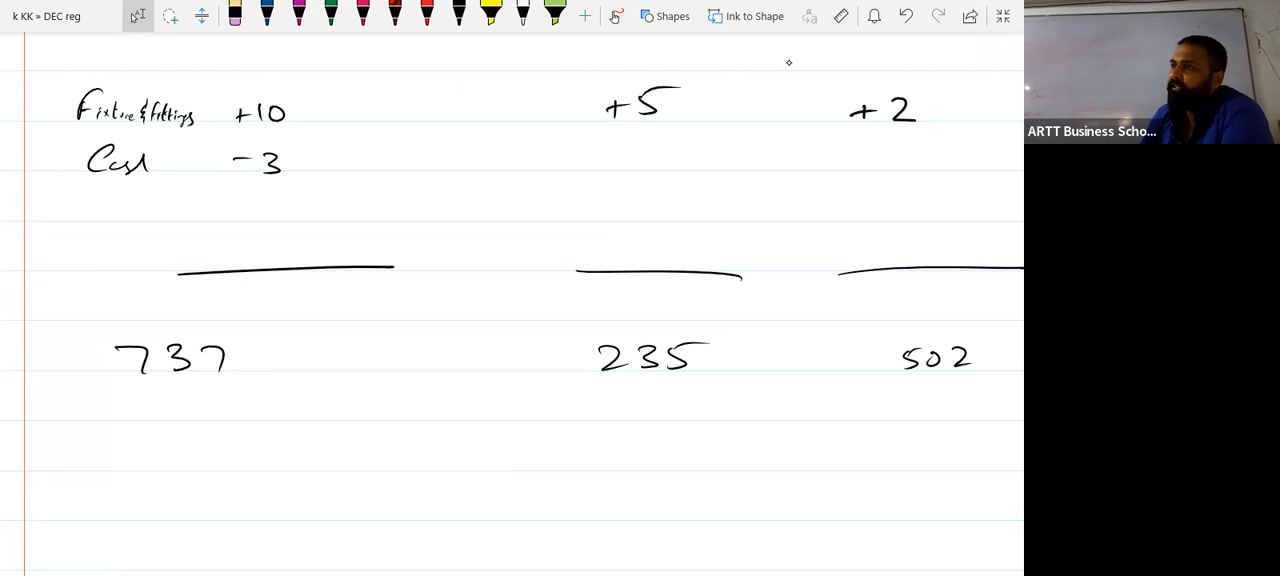 k KK » DEC reg
Shapes
Ink to Shape
Fixture & fittings +10 +5 +2
Cash - 3
737 235 502
ARTT Business Scho...